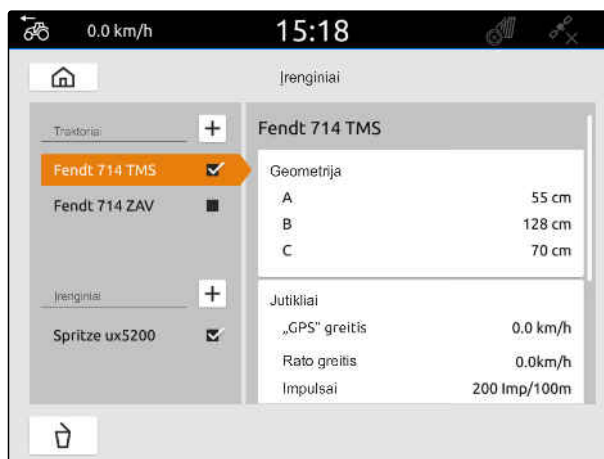 0.0 km/h 15:18
Įrenginiai
Traktoriai
Fendt 714 TMS
Fendt 714 ZAV
Įrenginiai
Spritze ux5200
Fendt 714 TMS
Geometrija
A 55 cm
B 128 cm
C 70 cm
Jutikliai
„GPS" greitis 0.0 km/h
Rato greitis 0.0km/h
Impulsai 200 Imp/100m